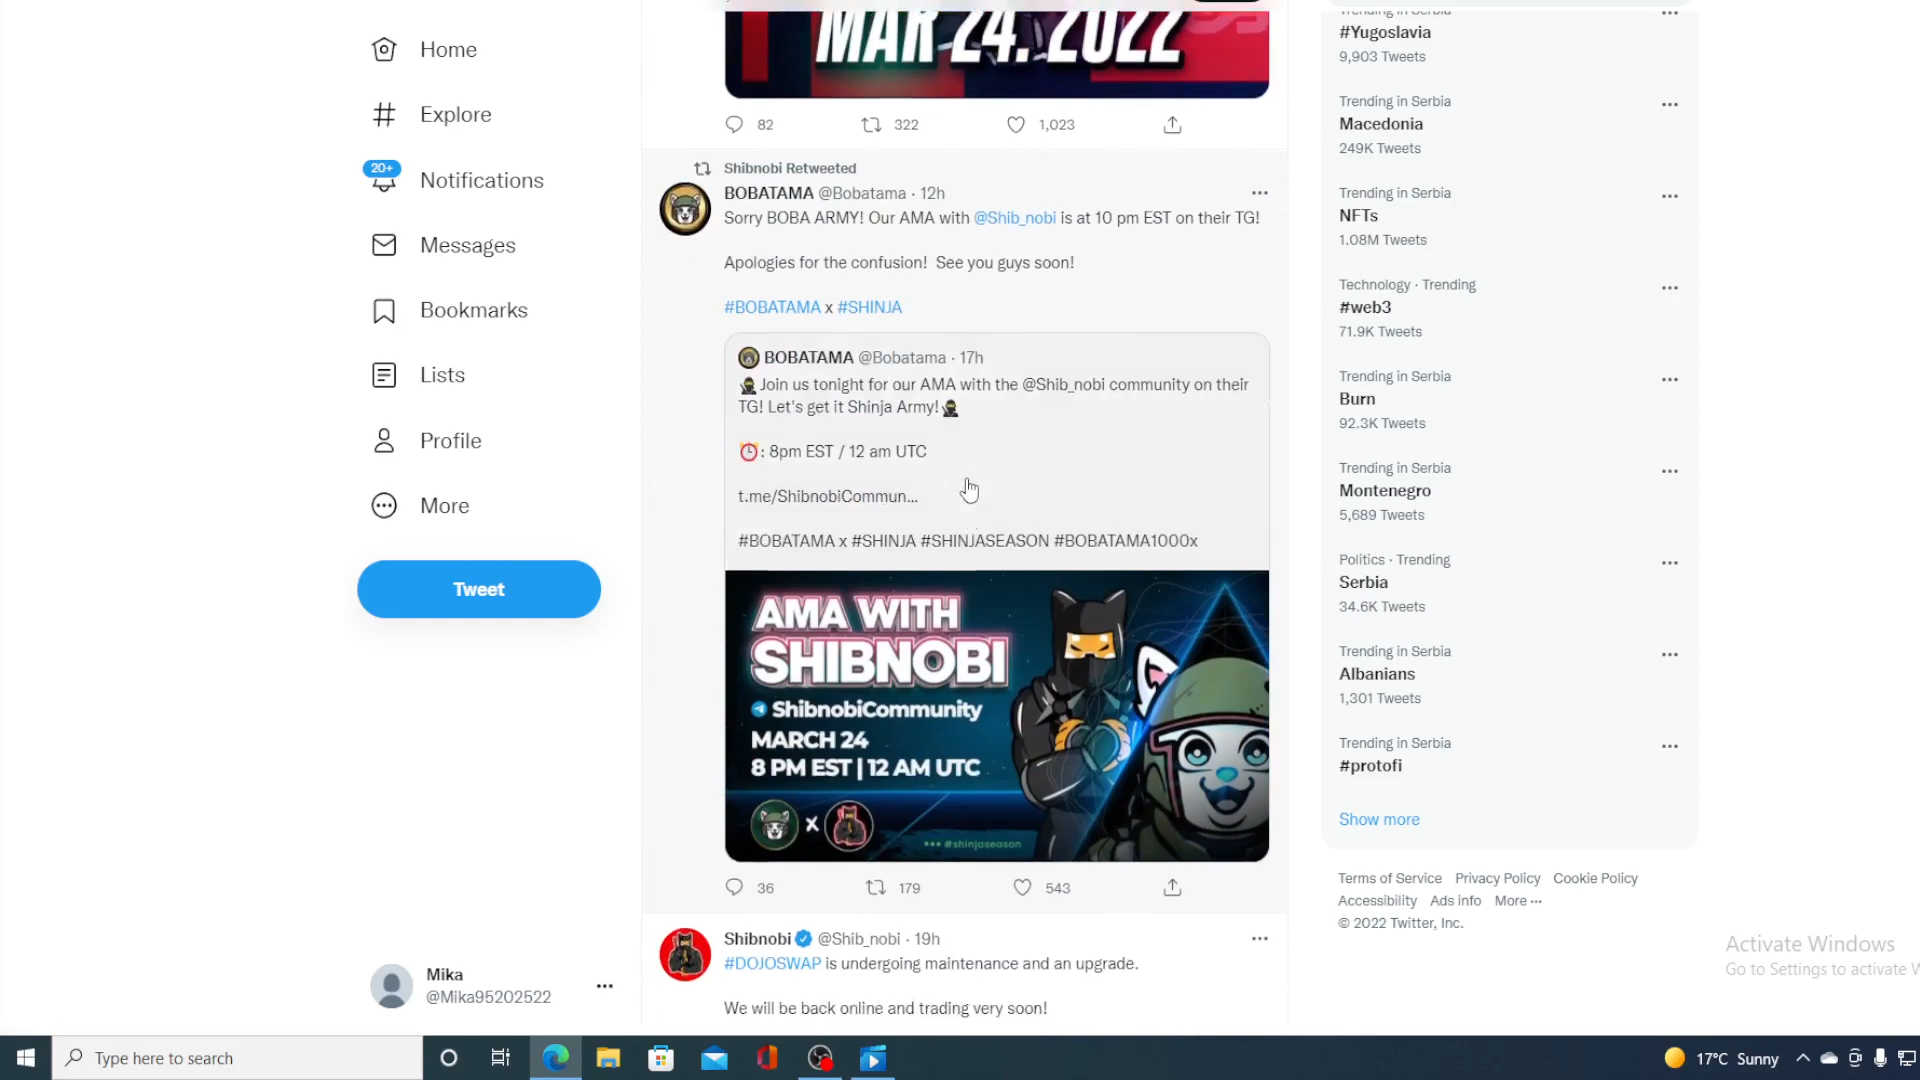 Home
Explore
20+
Notifications
Messages
Bookmarks
Lists
Profile
More
Tweet
Mika
@Mika95202522
MAR 24. 2022
82 322 1,023
Shibnobi Retweeted
BOBATAMA @Bobatama · 12h
Sorry BOBA ARMY! Our AMA with @Shib_nobi is at 10 pm EST on their TG!
Apologies for the confusion! See you guys soon!
#BOBATAMA x #SHINJA
BOBATAMA @Bobatama · 17h
Join us tonight for our AMA with the @Shib_nobi community on their
TG! Let's get it Shinja Army!
: 8pm EST / 12 am UTC
t.me/ShibnobiCommun...
#BOBATAMA x #SHINJA #SHINJASEASON #BOBATAMA1000x
AMA WITH
SHIBNOBI
ShibnobiCommunity
MARCH 24
8 PM EST | 12 AM UTC
X
#shinjaseason
36 179 543
Shibnobi @Shib_nobi · 19h
#DOJOSWAP is undergoing maintenance and an upgrade.
We will be back online and trading very soon!
Trending in Serbia
#Yugoslavia
9,903 Tweets
Trending in Serbia
Macedonia
249K Tweets
Trending in Serbia
NFTs
1.08M Tweets
Technology · Trending
#web3
71.9K Tweets
Trending in Serbia
Burn
92.3K Tweets
Trending in Serbia
Montenegro
5,689 Tweets
Politics · Trending
Serbia
34.6K Tweets
Trending in Serbia
Albanians
1,301 Tweets
Trending in Serbia
#protofi
Show more
Terms of Service Privacy Policy Cookie Policy
Accessibility Ads info More ···
© 2022 Twitter, Inc.
Activate Windows
Go to Settings to activate W
Type here to search
17°C Sunny